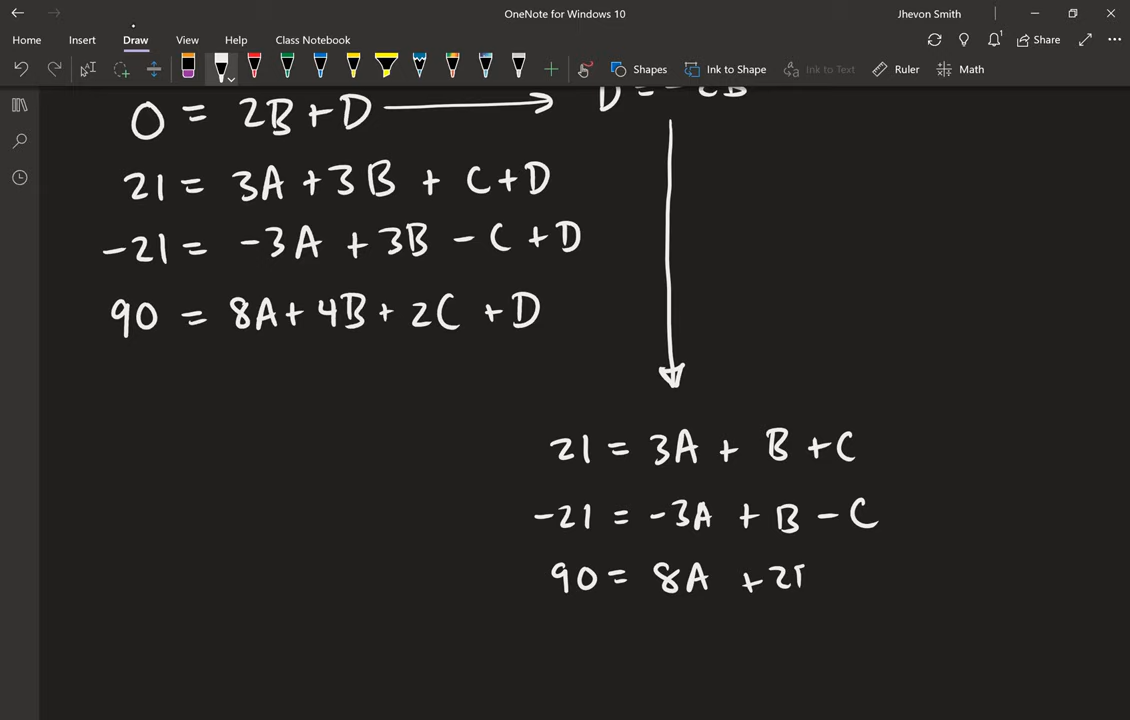 OneNote for Windows 10
Jhevon Smith
Home Insert Draw View Help Class Notebook
1 Share
Shapes Ink to Shape Ink to Text Ruler Math
0 = 2B + D
D = -2B
21 = 3A + 3B + C + D
-21 = -3A + 3B - C + D
90 = 8A + 4B + 2C + D
21 = 3A + B + C
-21 = -3A + B - C
90 = 8A + 2